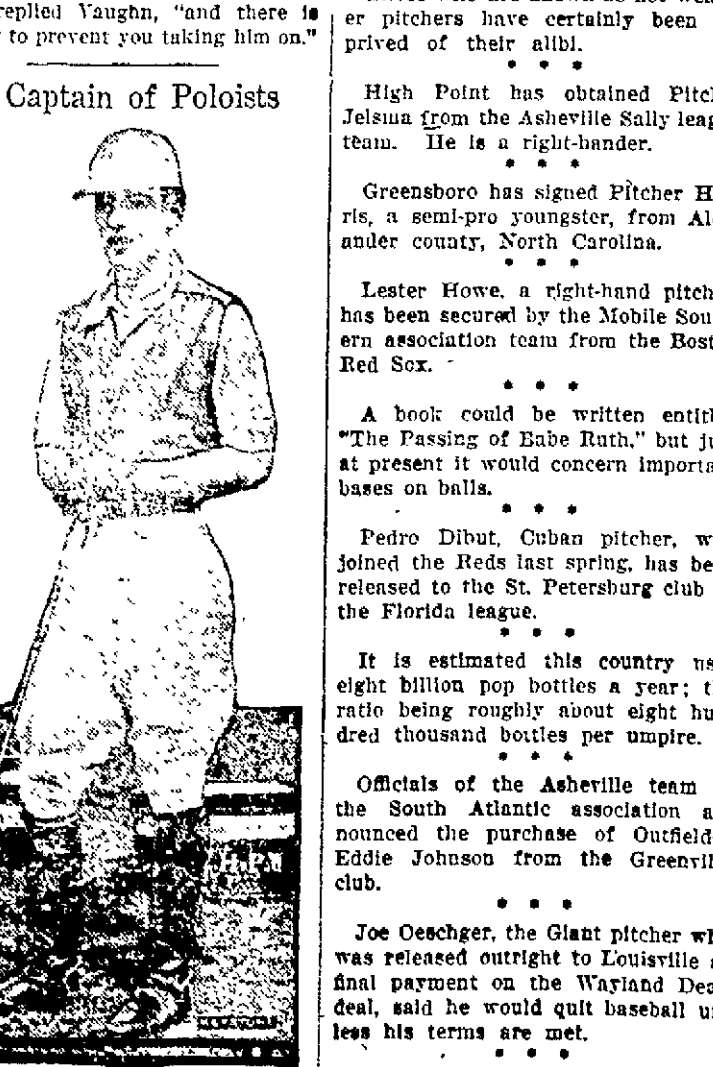 replied Vaughn, "and there is
to prevent you taking him on."
Captain of Poloists
er pitchers have certainly been
prived of their alibi.
* * *
High Point has obtained Pitch
Jelsma from the Asheville Sally leag
team. He is a right-hander.
* * *
Greensboro has signed Pitcher H
ris, a semi-pro youngster, from Al
ander county, North Carolina.
* * *
Lester Howe, a right-hand pitch
has been secured by the Mobile Sou
ern association team from the Bost
Red Sox.
* * *
A book could be written entitl
"The Passing of Babe Ruth," but ju
at present it would concern importa
bases on balls.
* * *
Pedro Dibut, Cuban pitcher, w
joined the Reds last spring, has be
released to the St. Petersburg club
the Florida league.
* * *
It is estimated this country us
eight billion pop bottles a year; t
ratio being roughly about eight hu
dred thousand bottles per umpire.
* * *
Officials of the Asheville team
the South Atlantic association a
nounced the purchase of Outfield
Eddie Johnson from the Greenvil
club.
* * *
Joe Oeschger, the Giant pitcher wh
was released outright to Louisville a
final payment on the Wayland Dea
deal, said he would quit baseball u
less his terms are met.
* * *